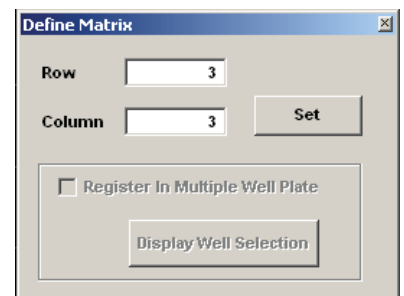 Define Matrix
Row 3
Column 3
Set
Register In Multiple Well Plate
Display Well Selection